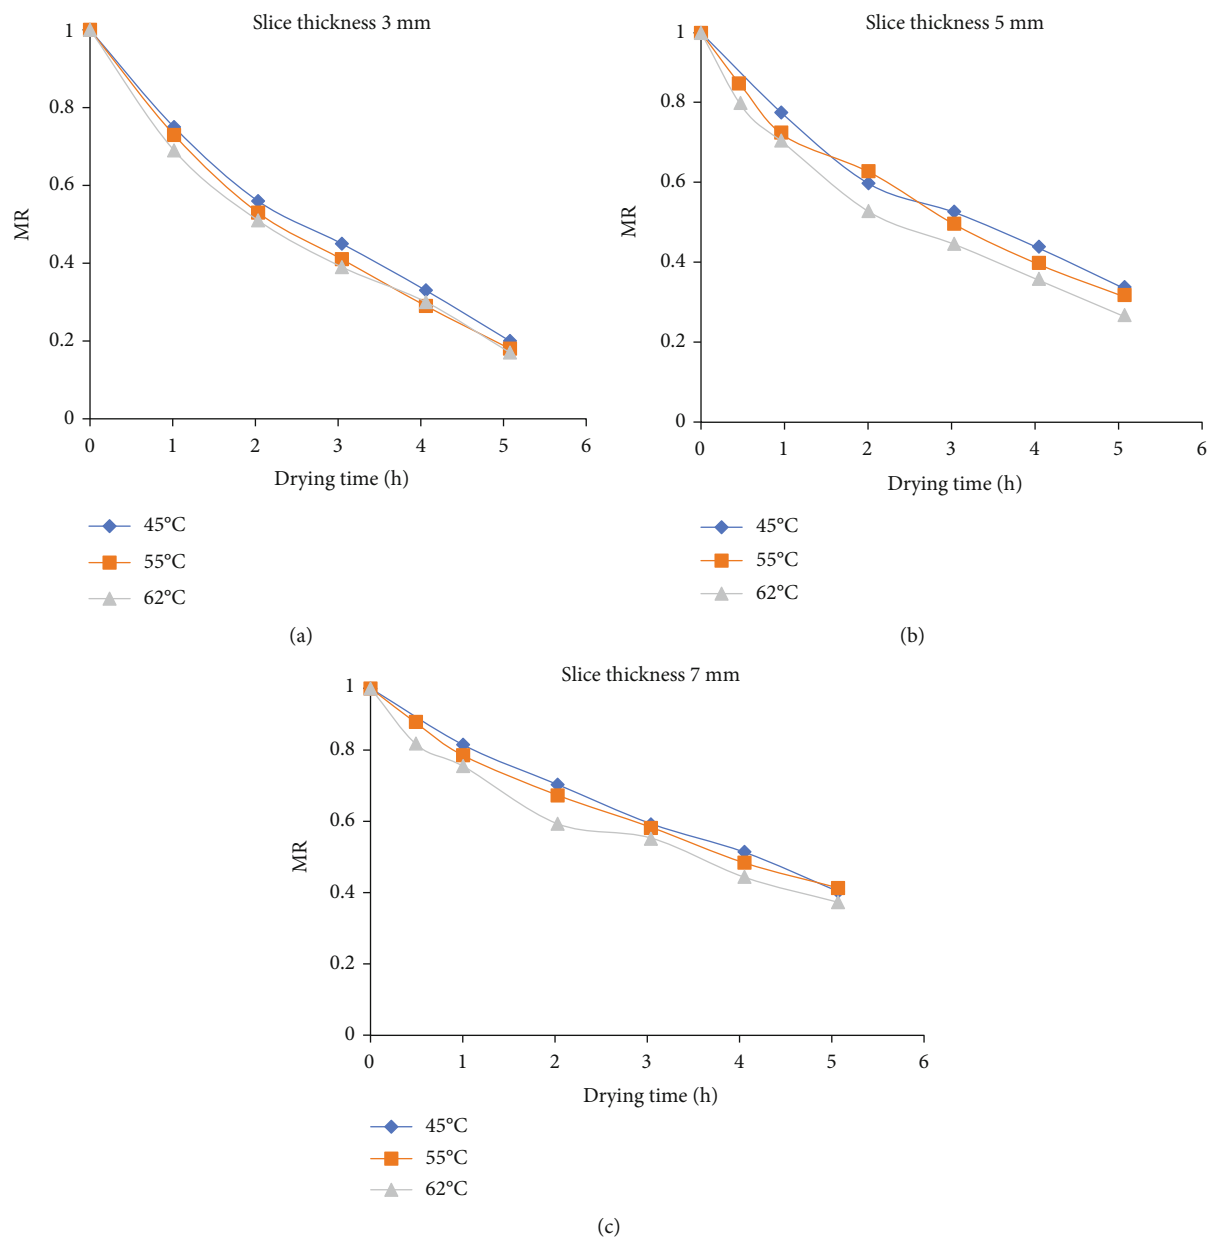 Slice thickness 3 mm
1
0.8
0.6
0.4
0.2
0
MR
0 1 2 3 4 5 6
Drying time (h)
45°C
55°C
62°C
(a)
Slice thickness 5 mm
1
0.8
0.6
0.4
0.2
0
MR
0 1 2 3 4 5 6
Drying time (h)
45°C
55°C
62°C
(b)
Slice thickness 7 mm
1
0.8
0.6
0.4
0.2
0
MR
0 1 2 3 4 5 6
Drying time (h)
45°C
55°C
62°C
(c)